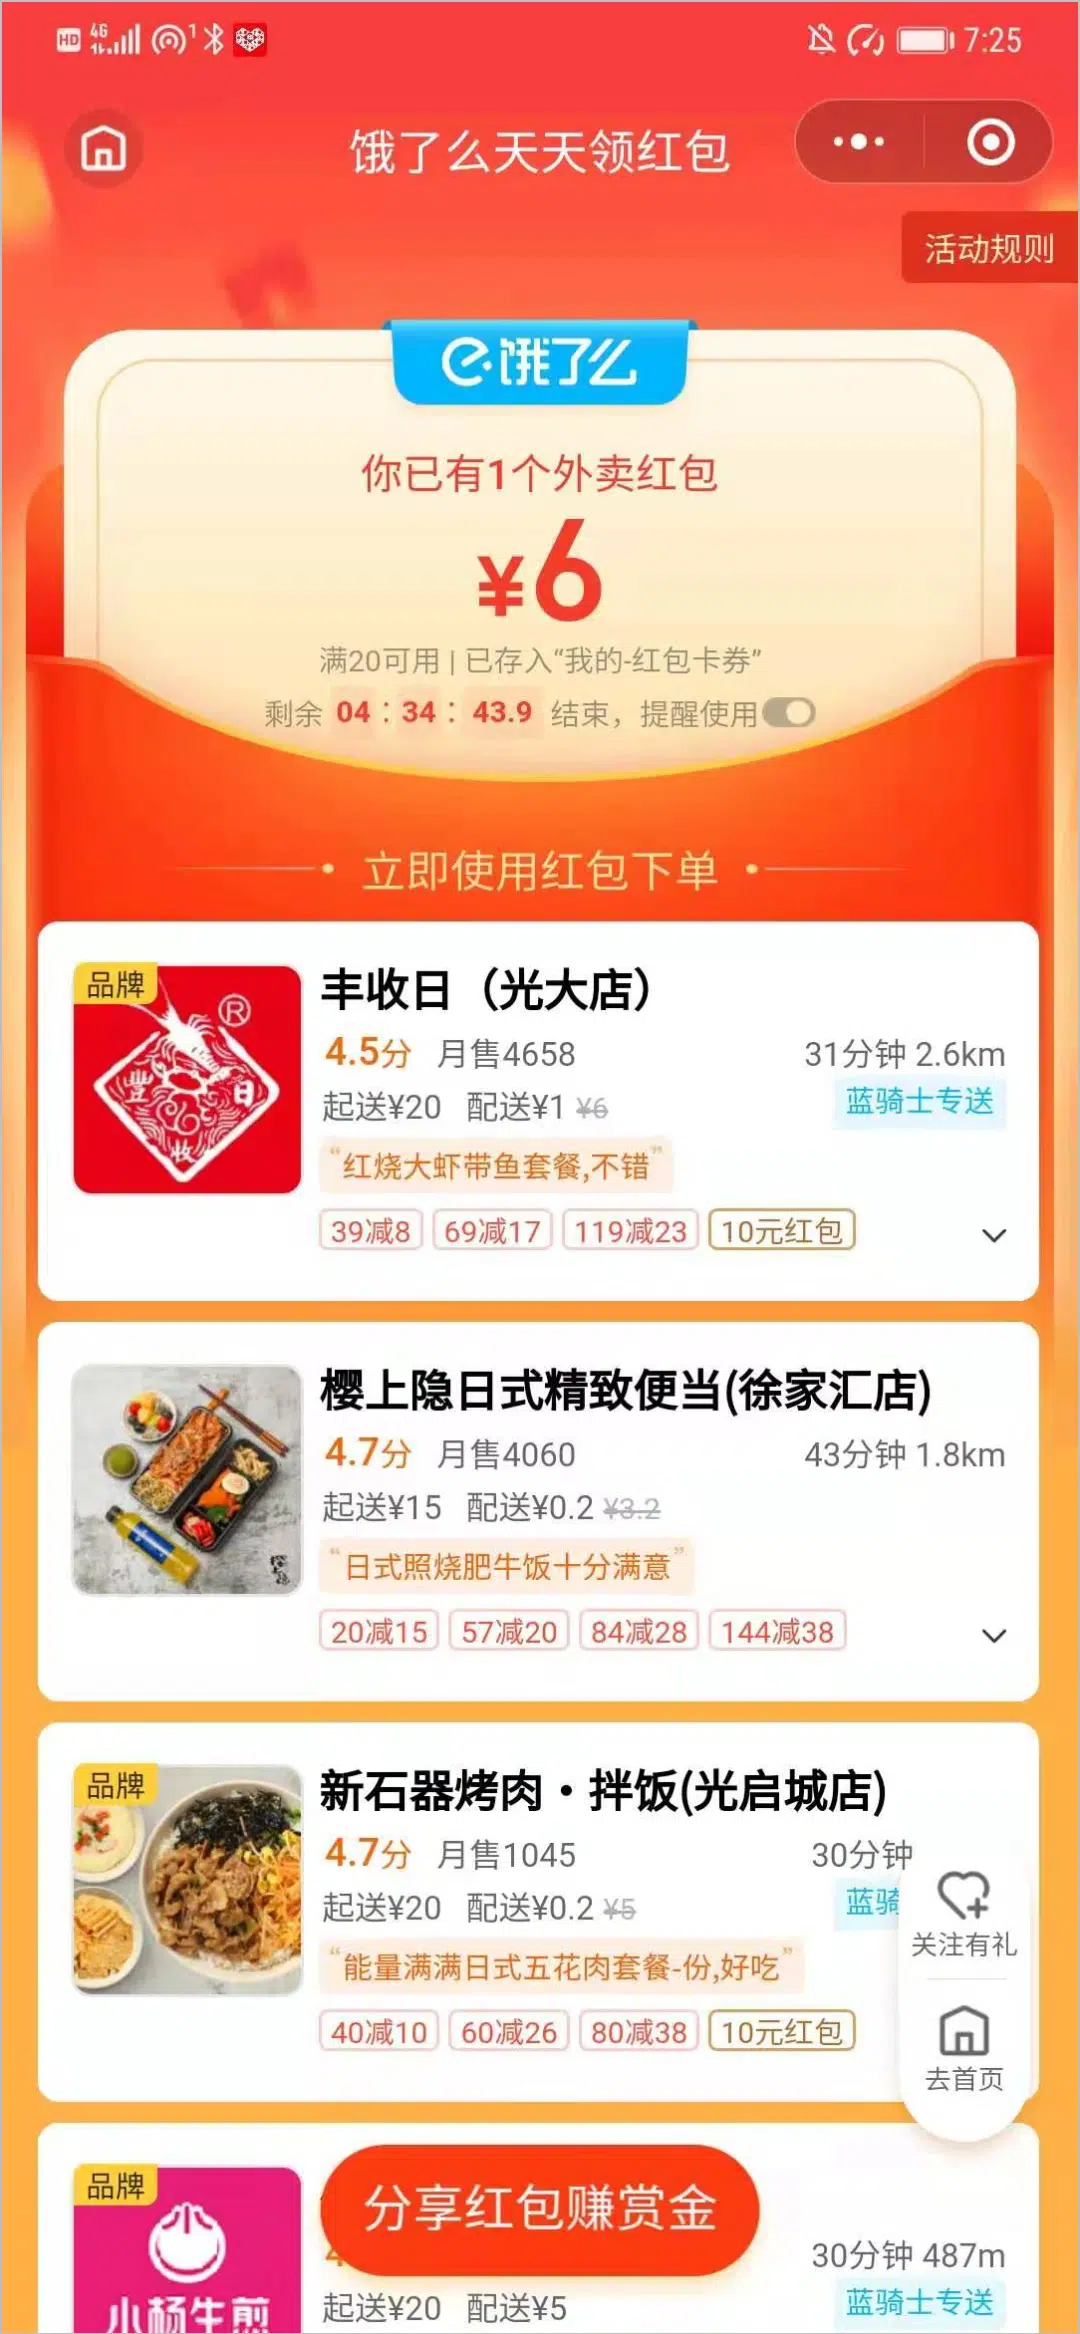 HD 4G 1 7:25
饿了么天天领红包
活动规则
饿了么
你已有1个外卖红包
¥6
满20可用 | 已存入“我的-红包卡券”
剩余 04 : 34 : 43.9 结束，提醒使用
立即使用红包下单
品牌
豐收日 ®
丰收日（光大店）
4.5分 月售4658 31分钟 2.6km
起送¥20 配送¥1 ¥6 蓝骑士专送
“红烧大虾带鱼套餐,不错”
39减8 69减17 119减23 10元红包
樱上隐日式精致便当(徐家汇店)
4.7分 月售4060 43分钟 1.8km
起送¥15 配送¥0.2 ¥3.2
“日式照烧肥牛饭十分满意”
20减15 57减20 84减28 144减38
品牌
新石器烤肉·拌饭(光启城店)
4.7分 月售1045 30分钟
起送¥20 配送¥0.2 ¥5 蓝骑
“能量满满日式五花肉套餐-份,好吃”
40减10 60减26 80减38 10元红包
关注有礼
去首页
品牌
小杨生煎
分享红包赚赏金
30分钟 487m
起送¥20 配送¥5 蓝骑士专送